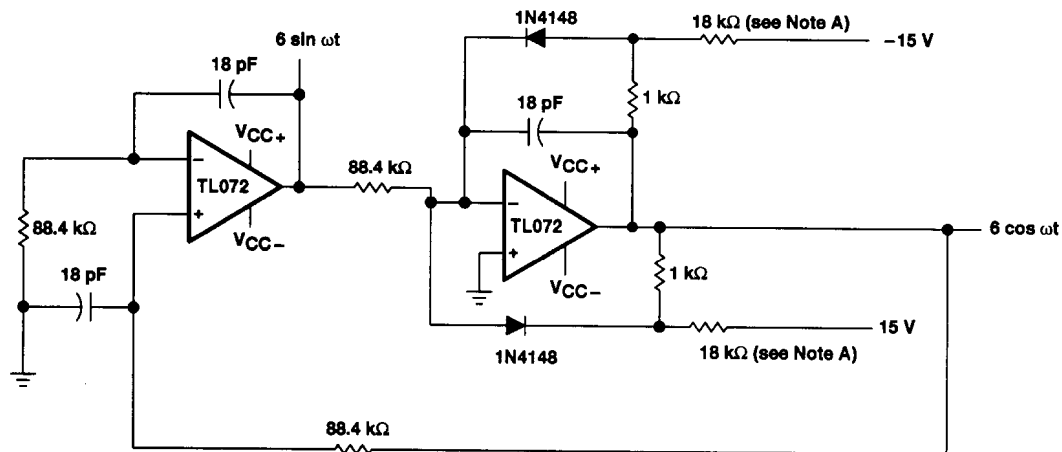 1N4148
18 kΩ (see Note A)
–15 V
6 sin ωt
18 pF
1 kΩ
18 pF
VCC+
TL072
VCC–
–
+
88.4 kΩ
88.4 kΩ
VCC+
TL072
VCC–
–
+
6 cos ωt
18 pF
1 kΩ
15 V
1N4148
18 kΩ (see Note A)
88.4 kΩ